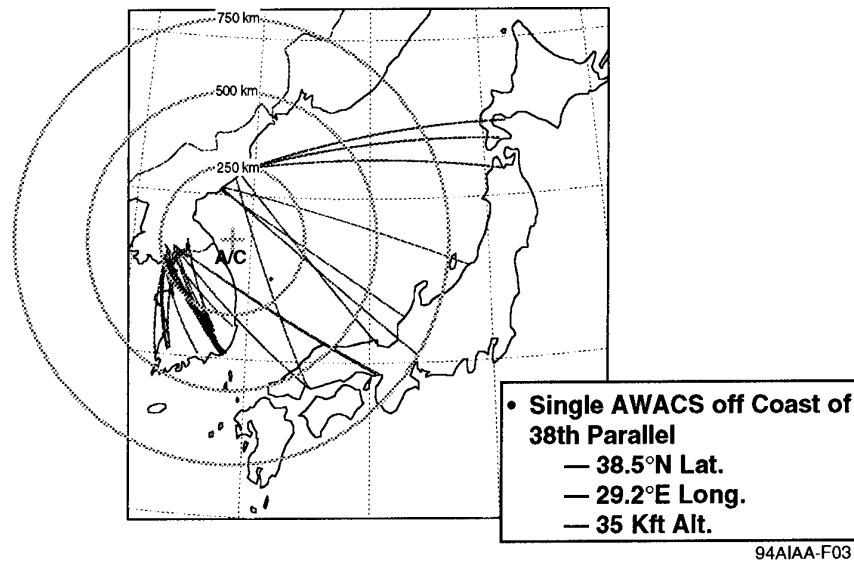 750 km
500 km
250 km
A/C
• Single AWACS off Coast of
38th Parallel
— 38.5°N Lat.
— 29.2°E Long.
— 35 Kft Alt.
94AIAA-F03